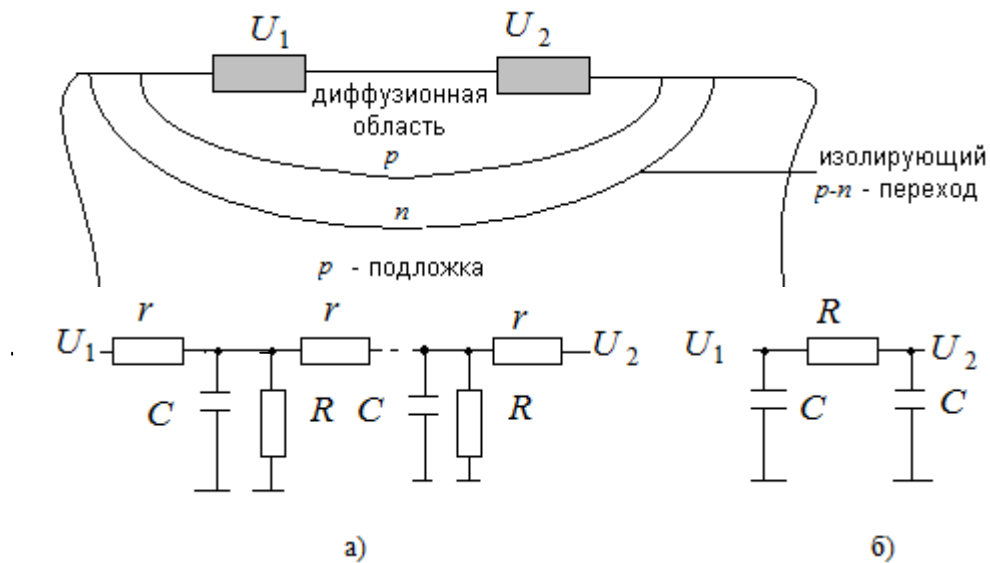 U1 U2
диффузионная
область
p
изолирующий
p-n - переход
n
p - подложка
r r r R
U1 U2 U1 U2
C R C R C C
а) б)